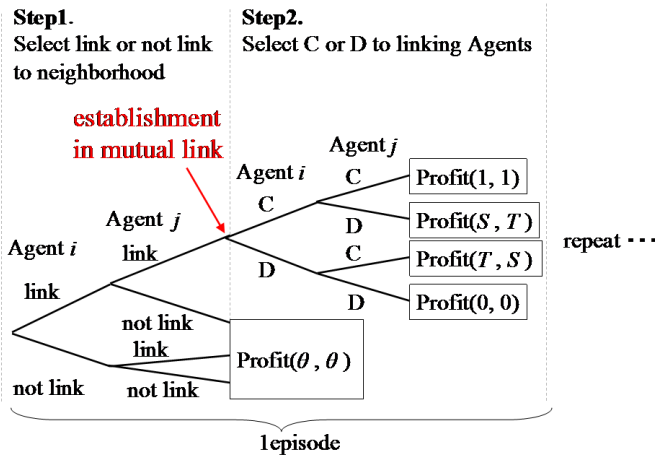 Step1.
Select link or not link
to neighborhood
Step2.
Select C or D to linking Agents
establishment
in mutual link
Agent j
Agent i
C
C
Profit(1, 1)
Agent j
D
Profit(S , T)
link
repeat ･･･
Agent i
C
Profit(T , S)
D
link
D
Profit(0, 0)
not link
link
Profit(θ , θ )
not link
not link
1episode